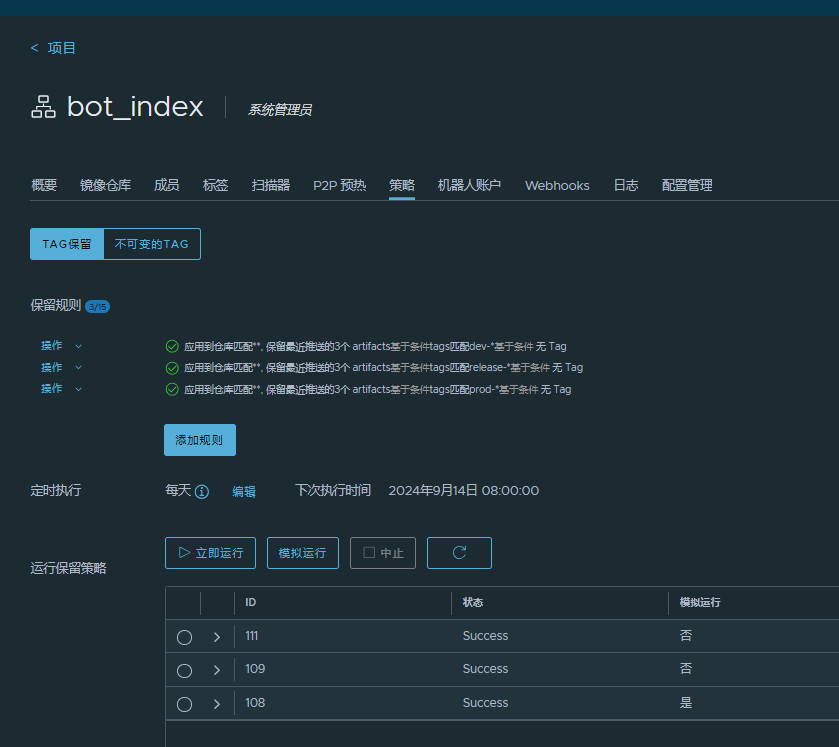 < 项目
bot_index 系统管理员
概要 镜像仓库 成员 标签 扫描器 P2P 预热 策略 机器人账户 Webhooks 日志 配置管理
TAG保留 不可变的TAG
保留规则 3/15
操作 应用到仓库匹配**, 保留最近推送的3个 artifacts基于条件tags匹配dev-*基于条件 无 Tag
操作 应用到仓库匹配**, 保留最近推送的3个 artifacts基于条件tags匹配release-*基于条件 无 Tag
操作 应用到仓库匹配**, 保留最近推送的3个 artifacts基于条件tags匹配prod-*基于条件 无 Tag
添加规则
定时执行 每天 编辑 下次执行时间 2024年9月14日 08:00:00
运行保留策略 立即运行 模拟运行 中止
ID 状态 模拟运行
111 Success 否
109 Success 否
108 Success 是